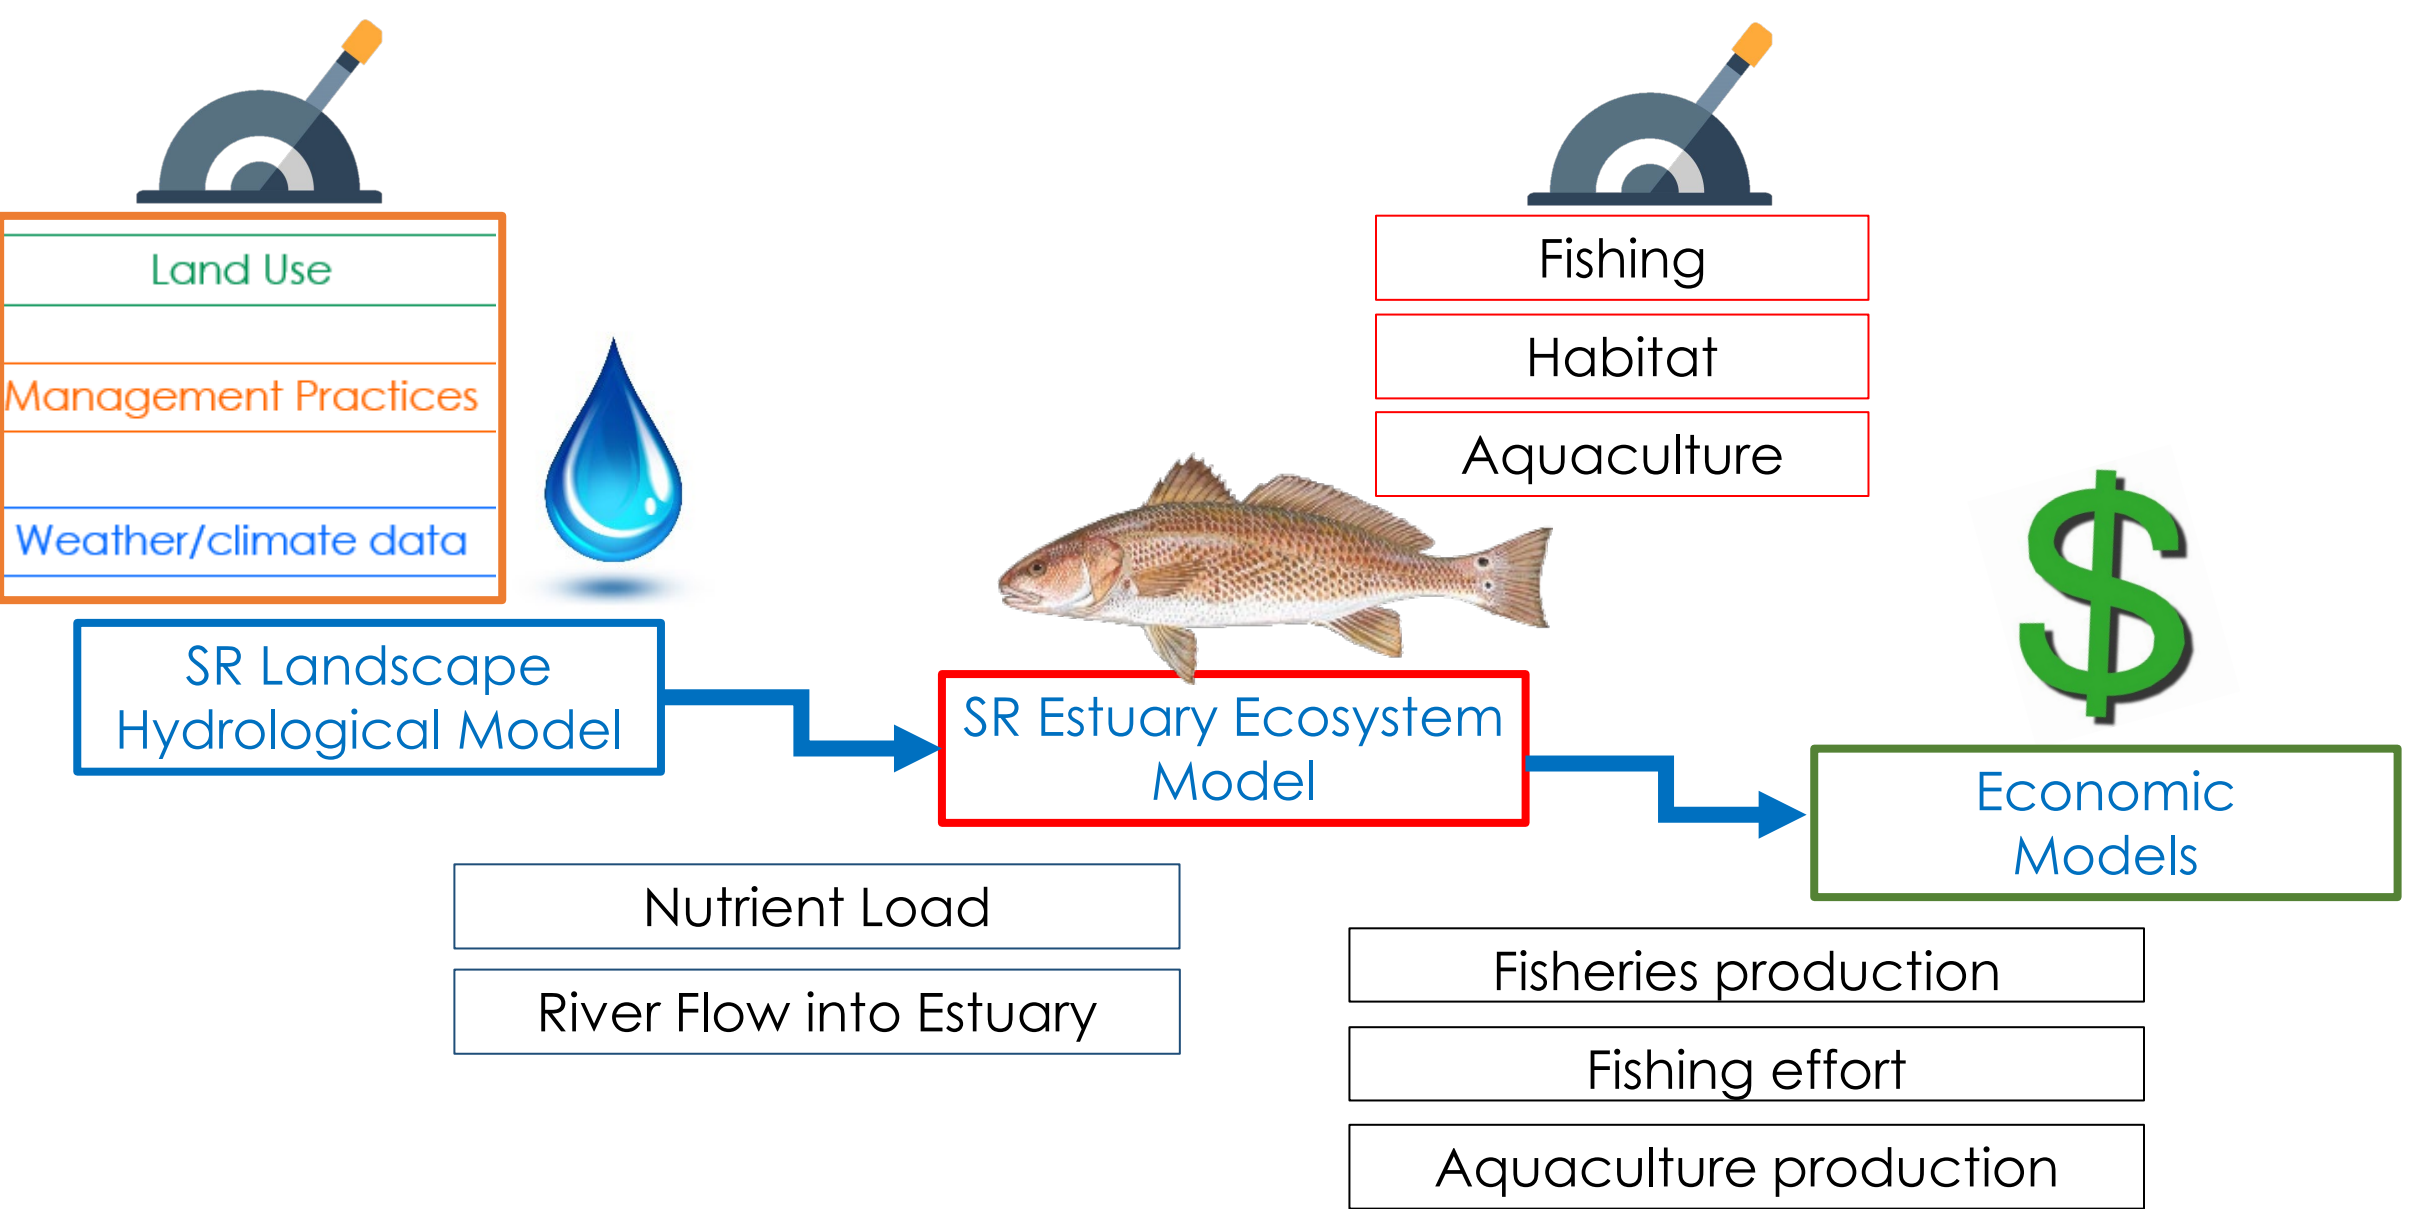 Land Use
Management Practices
Weather/climate data
Fishing
Habitat
Aquaculture
SR Landscape
Hydrological Model
SR Estuary Ecosystem
Model
Economic
Models
Nutrient Load
River Flow into Estuary
Fisheries production
Fishing effort
Aquaculture production